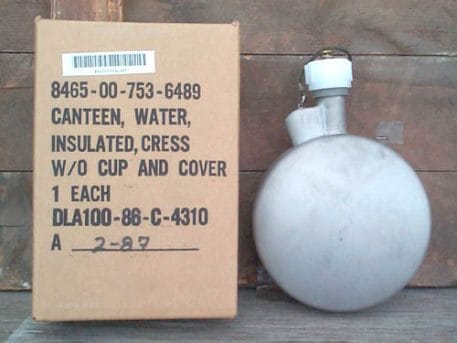 8465-00-753-6489
CANTEEN, WATER,
INSULATED, CRESS
W/O CUP AND COVER
1 EACH
DLA100-86-C-4310
A 2-87